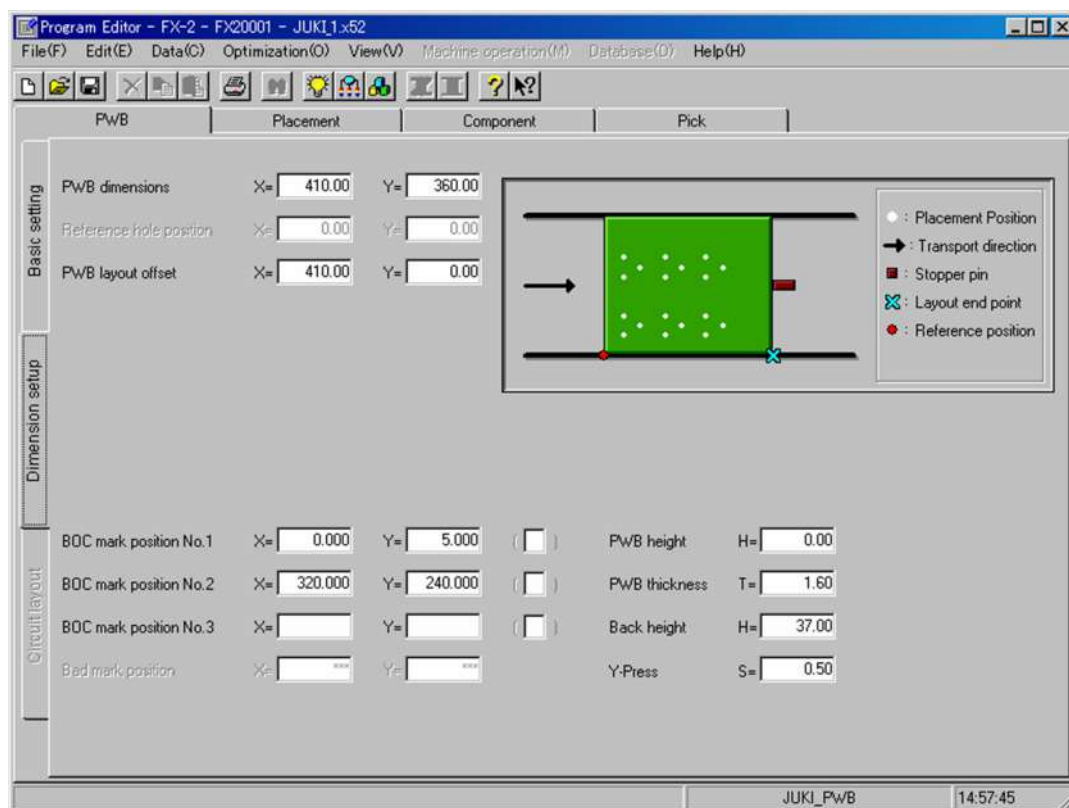 Program Editor - FX-2 - FX20001 - JUKI_1.x52
File(F) Edit(E) Data(C) Optimization(O) View(V) Machine operation(M) Database(D) Help(H)
PWB Placement Component Pick
Basic setting
Dimension setup
Circuit layout
PWB dimensions X= 410.00 Y= 360.00
Reference hole position X= 0.00 Y= 0.00
PWB layout offset X= 410.00 Y= 0.00
: Placement Position
: Transport direction
: Stopper pin
: Layout end point
: Reference position
BOC mark position No.1 X= 0.000 Y= 5.000 ( ) PWB height H= 0.00
BOC mark position No.2 X= 320.000 Y= 240.000 ( ) PWB thickness T= 1.60
BOC mark position No.3 X= Y= ( ) Back height H= 37.00
Bad mark position X= *** Y= *** Y-Press S= 0.50
JUKI_PWB 14:57:45